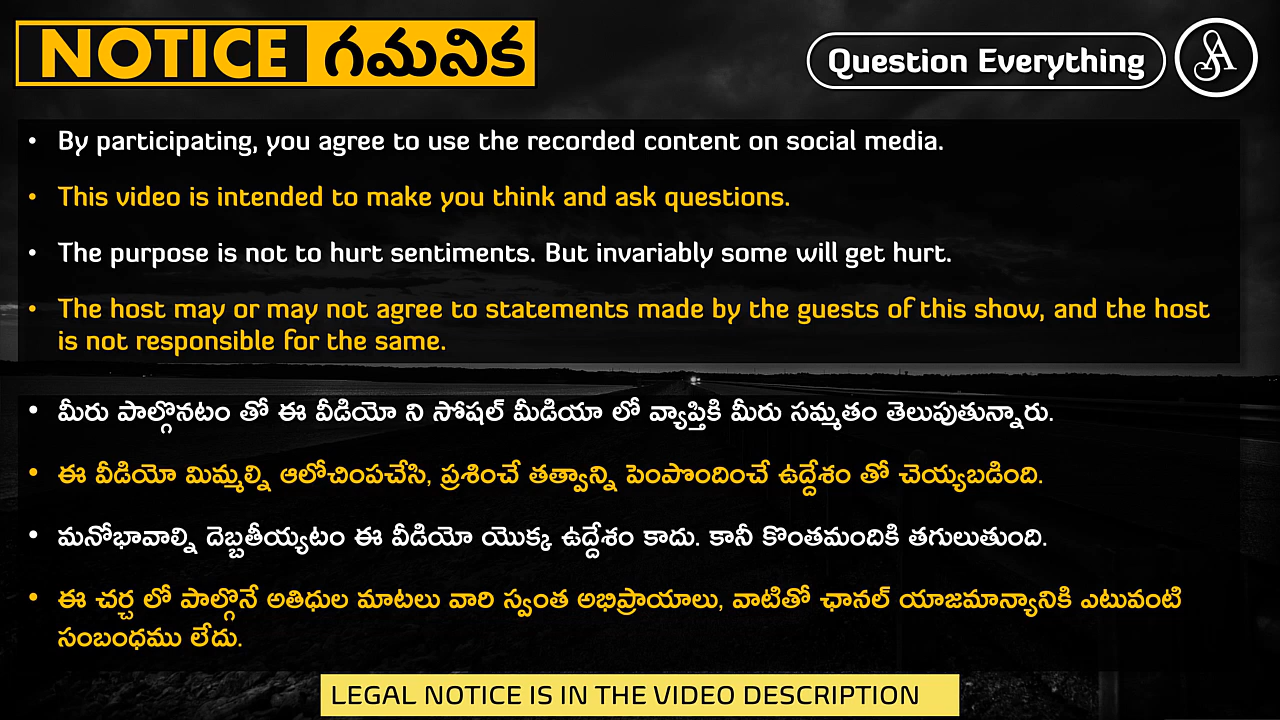 NOTICE గమనిక
Question Everything
• By participating, you agree to use the recorded content on social media.
• This video is intended to make you think and ask questions.
• The purpose is not to hurt sentiments. But invariably some will get hurt.
• The host may or may not agree to statements made by the guests of this show, and the host
is not responsible for the same.
• మీరు పాల్గొనటం తో ఈ వీడియో ని సోషల్ మీడియా లో వ్యాప్తికి మీరు సమ్మతం తెలుపుతున్నారు.
• ఈ వీడియో మిమ్మల్ని ఆలోచింపచేసి, ప్రశించే తత్వాన్ని పెంపొందించే ఉద్దేశం తో చెయ్యబడింది.
• మనోభావాల్ని దెబ్బతీయ్యటం ఈ వీడియో యొక్క ఉద్దేశం కాదు. కానీ కొంతమందికి తగులుతుంది.
• ఈ చర్చ లో పాల్గొనే అతిధుల మాటలు వారి స్వంత అభిప్రాయాలు, వాటితో ఛానల్ యాజమాన్యానికి ఎటువంటి
సంబంధము లేదు.
LEGAL NOTICE IS IN THE VIDEO DESCRIPTION